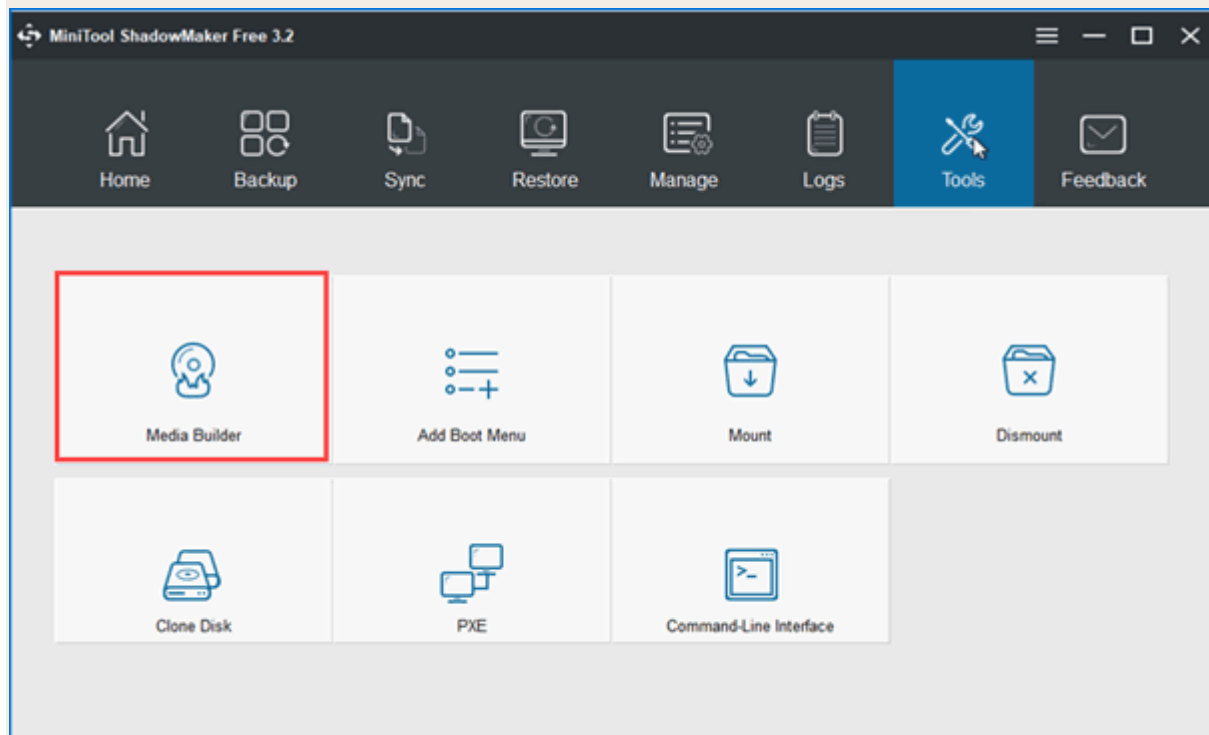 MiniTool ShadowMaker Free 3.2
Home Backup Sync Restore Manage Logs Tools Feedback
Media Builder Add Boot Menu Mount Dismount
Clone Disk PXE Command-Line Interface